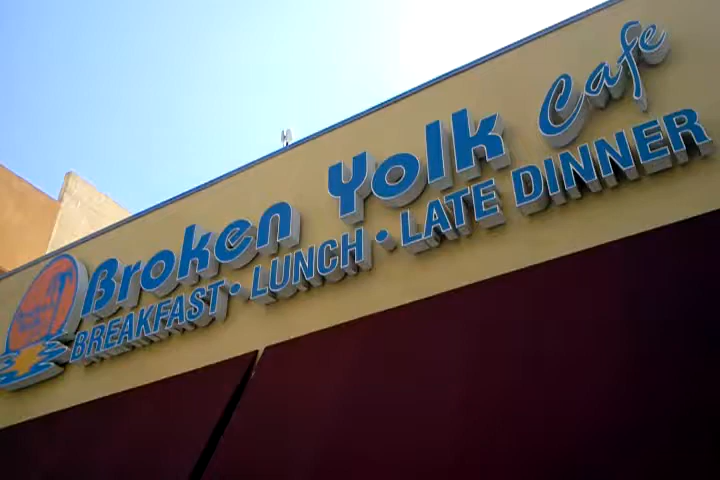 Broken Yolk Cafe
BREAKFAST • LUNCH • LATE DINNER